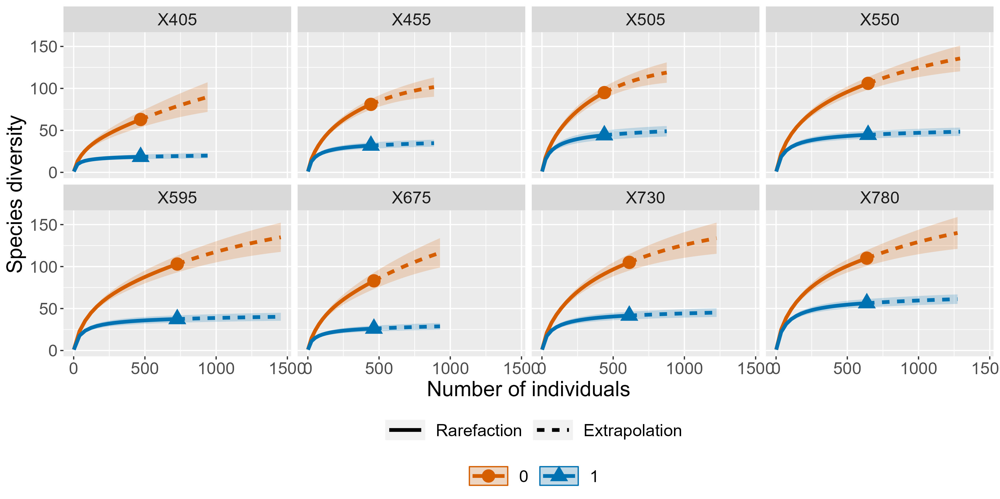 X405 X455 X505 X550
150
100
50
0
X595 X675 X730 X780
150
100
50
0
Species diversity
0 500 1000 1500 0 500 1000 1500 0 500 1000 1500 0 500 1000 150
Number of individuals
Rarefaction Extrapolation
0 1